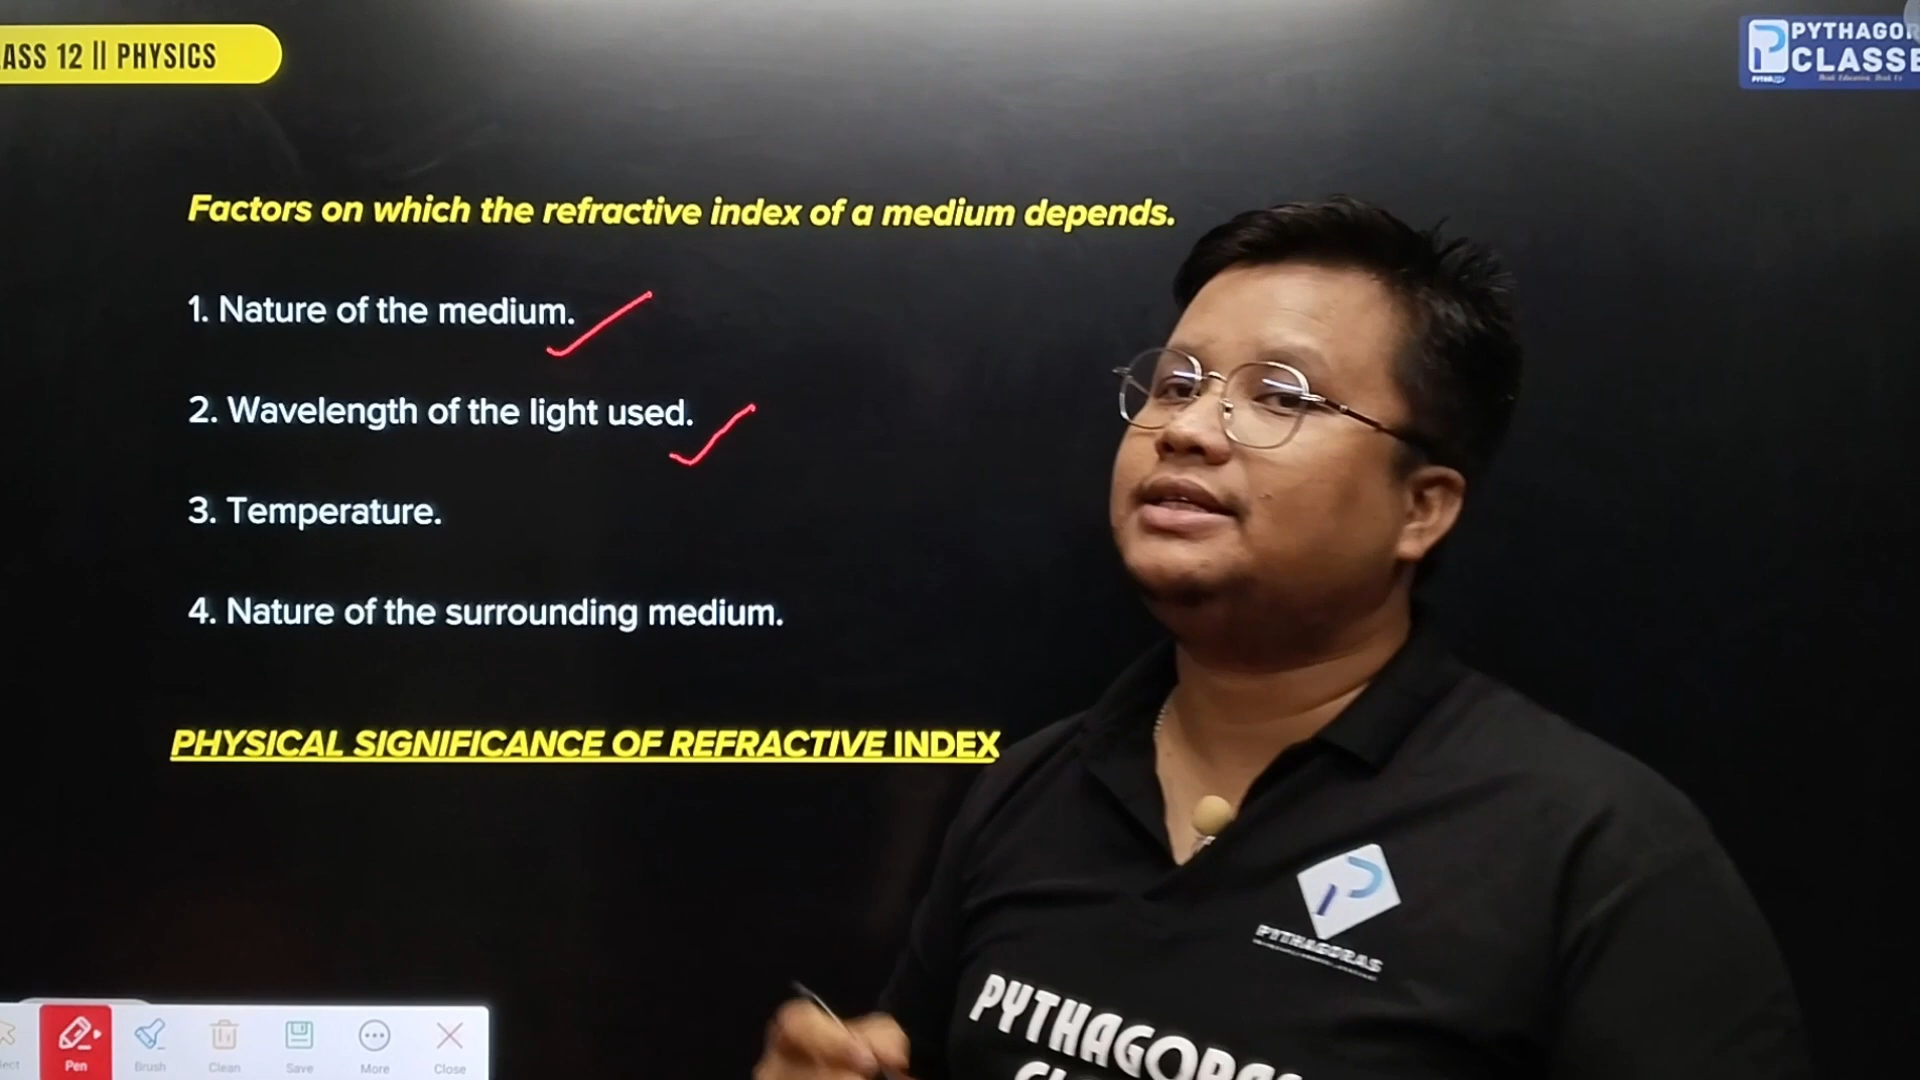 ASS 12 || PHYSICS
PYTHAGOR
CLASSE
Factors on which the refractive index of a medium depends.
1. Nature of the medium.
2. Wavelength of the light used.
3. Temperature.
4. Nature of the surrounding medium.
PHYSICAL SIGNIFICANCE OF REFRACTIVE INDEX
PYTHAGORAS
PYTHAGORAS
ect Pen Brush Clean Save More Close